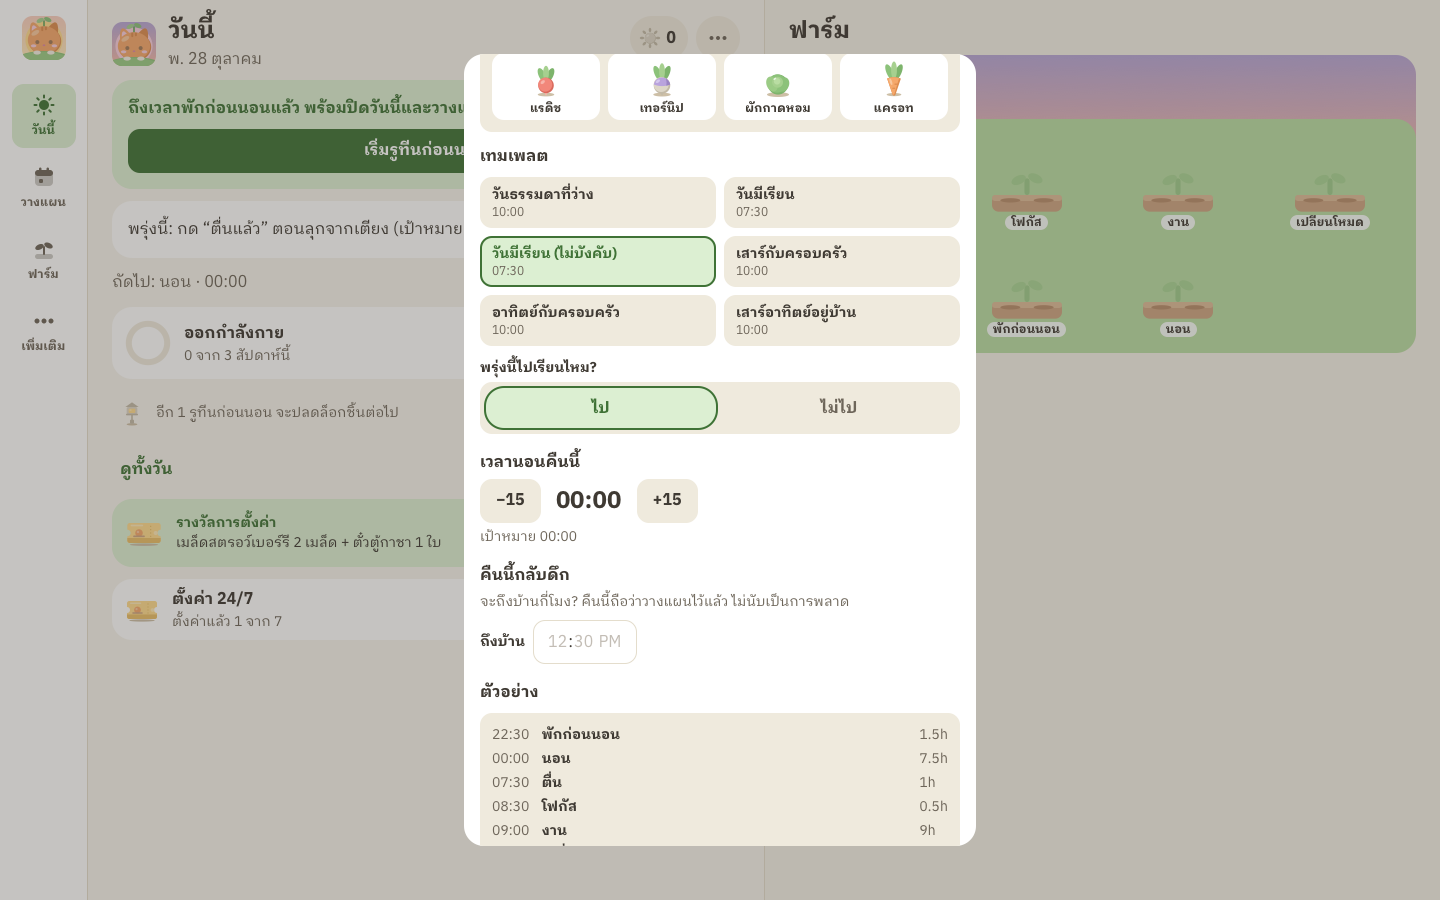 วันนี้
วางแผน
ฟาร์ม
เพิ่มเติม
วันนี้
พ. 28 ตุลาคม
0
ถึงเวลาพักก่อนนอนแล้ว พร้อมปิดวันนี้และวาง
เริ่มรูทีนก่อนน
พรุ่งนี้: กด “ตื่นแล้ว” ตอนลุกจากเตียง (เป้าหมาย
ถัดไป: นอน · 00:00
ออกกำลังกาย
0 จาก 3 สัปดาห์นี้
อีก 1 รูทีนก่อนนอน จะปลดล็อกชิ้นต่อไป
ดูทั้งวัน
รางวัลการตั้งค่า
เมล็ดสตรอว์เบอร์รี 2 เมล็ด + ตั๋วตู้กาชา 1 ใบ
ตั้งค่า 24/7
ตั้งค่าแล้ว 1 จาก 7
แรดิช
เทอร์นิป
ผักกาดหอม
แครอท
เทมเพลต
วันธรรมดาที่ว่าง
10:00
วันมีเรียน
07:30
วันมีเรียน (ไม่บังคับ)
07:30
เสาร์กับครอบครัว
10:00
อาทิตย์กับครอบครัว
10:00
เสาร์อาทิตย์อยู่บ้าน
10:00
พรุ่งนี้ไปเรียนไหม?
ไป
ไม่ไป
เวลานอนคืนนี้
−15
00:00
+15
เป้าหมาย 00:00
คืนนี้กลับดึก
จะถึงบ้านกี่โมง? คืนนี้ถือว่าวางแผนไว้แล้ว ไม่นับเป็นการพลาด
ถึงบ้าน
12:30 PM
ตัวอย่าง
22:30 พักก่อนนอน 1.5h
00:00 นอน 7.5h
07:30 ตื่น 1h
08:30 โฟกัส 0.5h
09:00 งาน 9h
ฟาร์ม
โฟกัส
งาน
เปลี่ยนโหมด
พักก่อนนอน
นอน